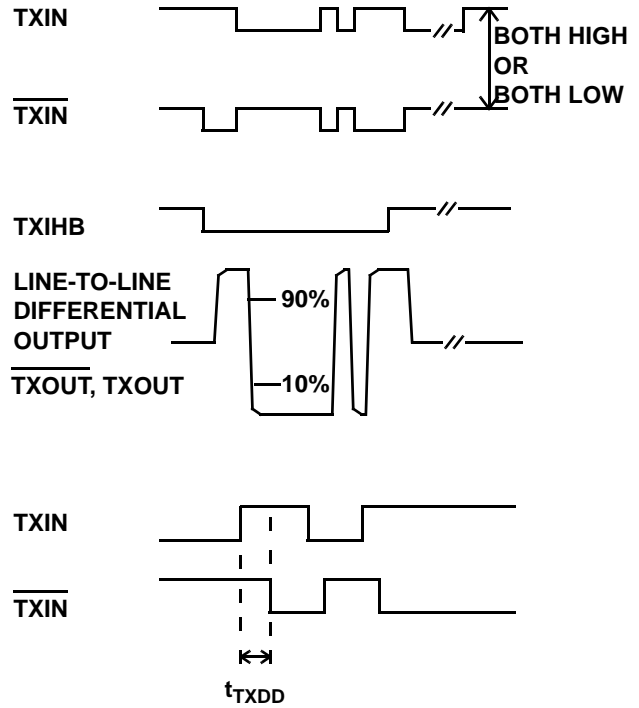 TXIN
BOTH HIGH
OR
BOTH LOW
TXIN
TXIHB
LINE-TO-LINE
DIFFERENTIAL
OUTPUT
TXOUT, TXOUT
90%
10%
TXIN
TXIN
tTXDD